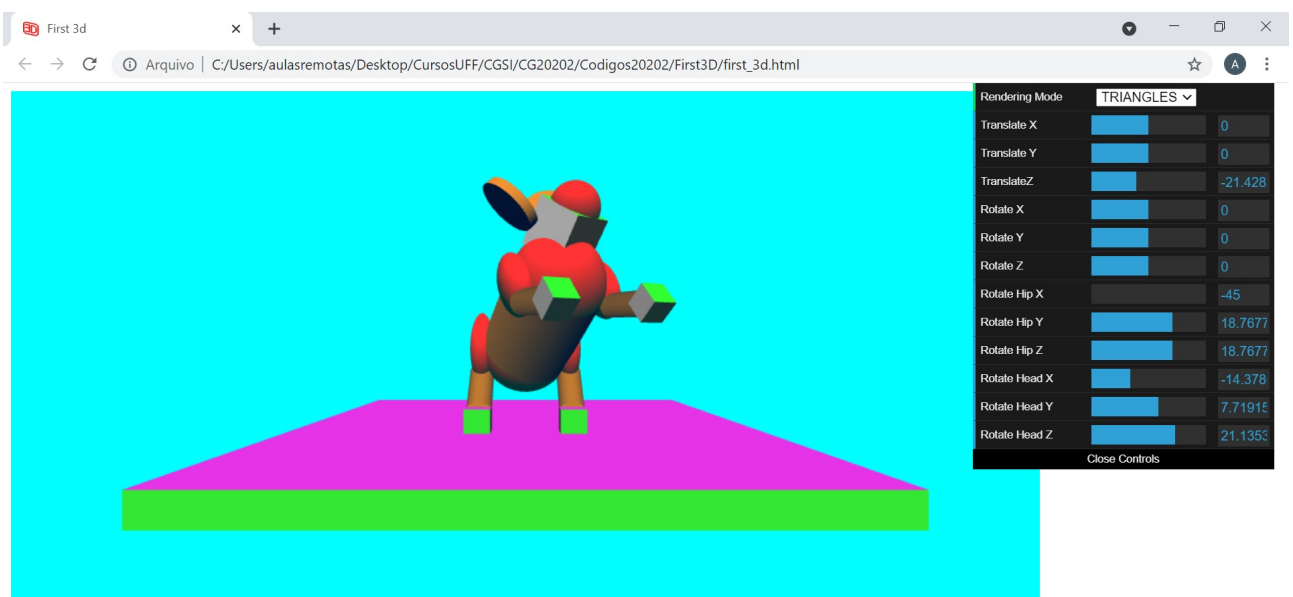 3D First 3d
Arquivo | C:/Users/aulasremotas/Desktop/CursosUFF/CGSI/CG20202/Codigos20202/First3D/first_3d.html A
Rendering Mode TRIANGLES
Translate X 0
Translate Y 0
TranslateZ -21.428
Rotate X 0
Rotate Y 0
Rotate Z 0
Rotate Hip X -45
Rotate Hip Y 18.7677
Rotate Hip Z 18.7677
Rotate Head X -14.378
Rotate Head Y 7.71915
Rotate Head Z 21.1353
Close Controls